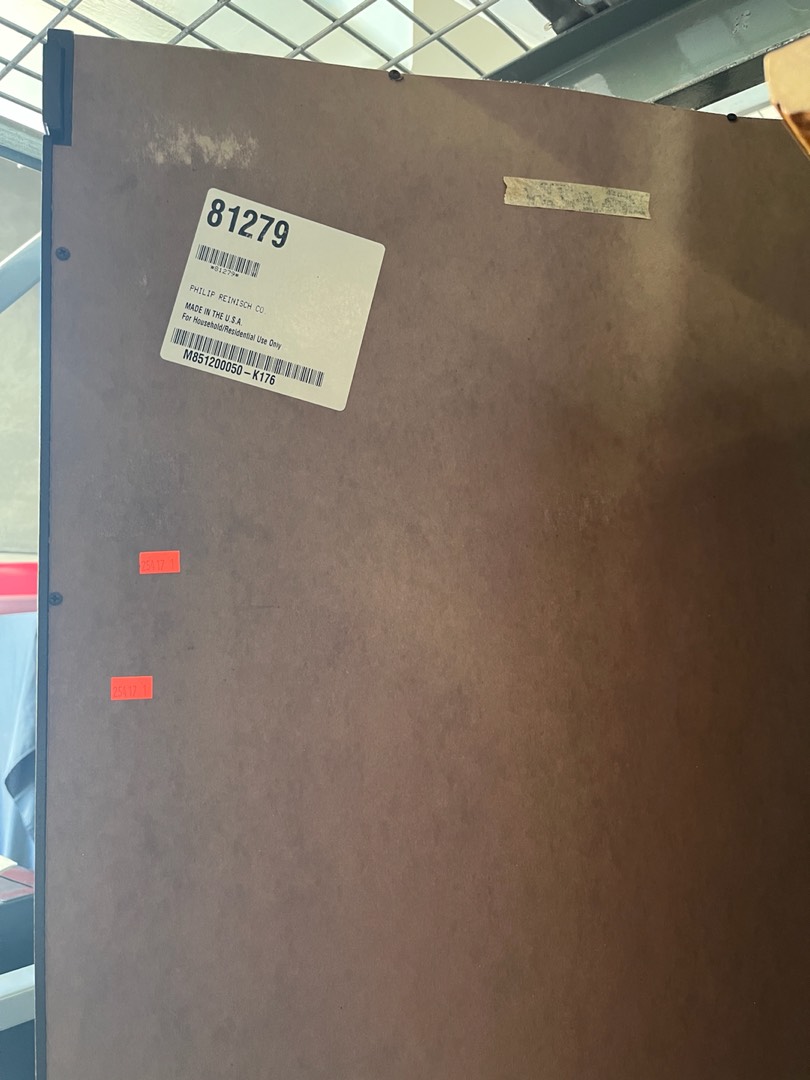 81279
*81279*
PHILIP REINISCH CO
MADE IN THE U.S.A.
For Household/Residential Use Only
M851200050-K176